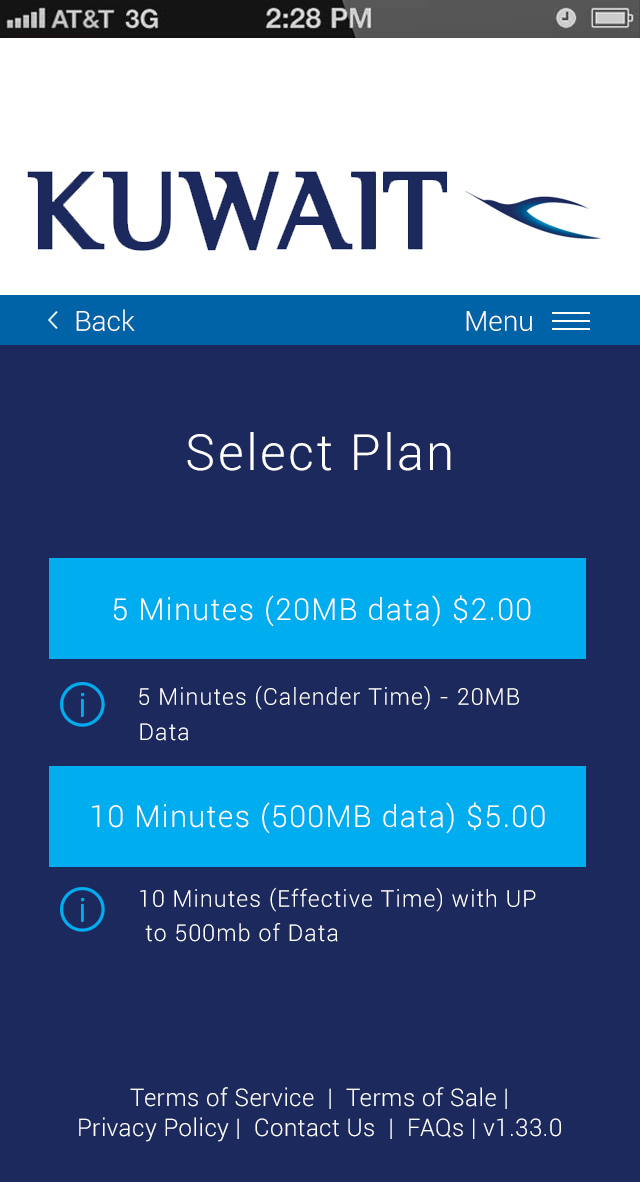 AT&T 3G 2:28 PM
KUWAIT
Back Menu
Select Plan
5 Minutes (20MB data) $2.00
i 5 Minutes (Calender Time) - 20MB
Data
10 Minutes (500MB data) $5.00
i 10 Minutes (Effective Time) with UP
to 500mb of Data
Terms of Service | Terms of Sale |
Privacy Policy | Contact Us | FAQs | v1.33.0